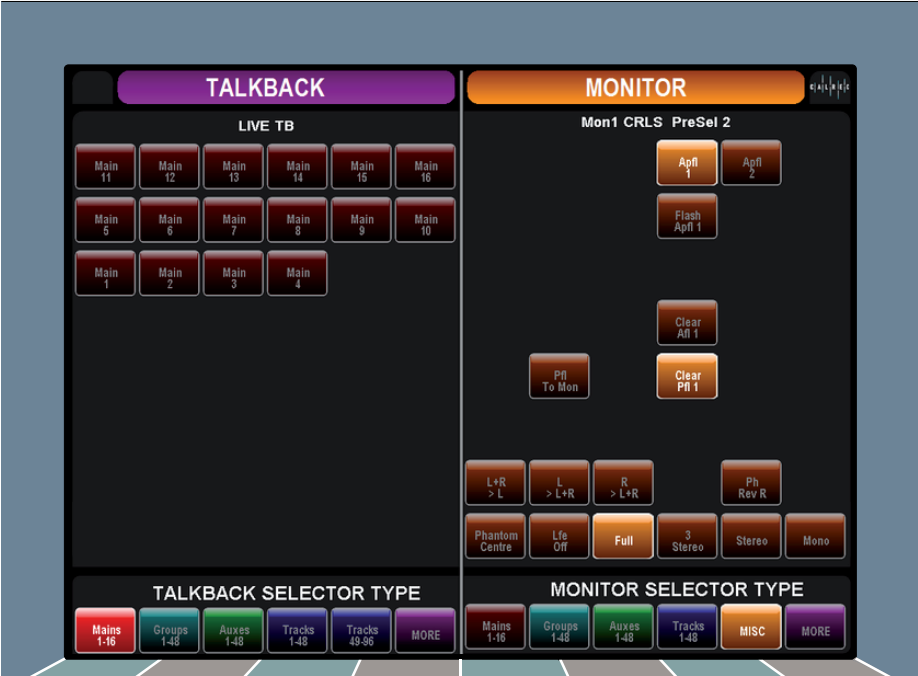 TALKBACK
LIVE TB
Main 11
Main 12
Main 13
Main 14
Main 15
Main 16
Main 5
Main 6
Main 7
Main 8
Main 9
Main 10
Main 1
Main 2
Main 3
Main 4
TALKBACK SELECTOR TYPE
Mains 1-16
Groups 1-48
Auxes 1-48
Tracks 1-48
Tracks 49-96
MORE
MONITOR
CALREC
Mon1 CRLS PreSel 2
Apfl 1
Apfl 2
Flash Apfl 1
Clear Afl 1
Pfl To Mon
Clear Pfl 1
L+R > L
L > L+R
R > L+R
Ph Rev R
Phantom Centre
Lfe Off
Full
3 Stereo
Stereo
Mono
MONITOR SELECTOR TYPE
Mains 1-16
Groups 1-48
Auxes 1-48
Tracks 1-48
MISC
MORE